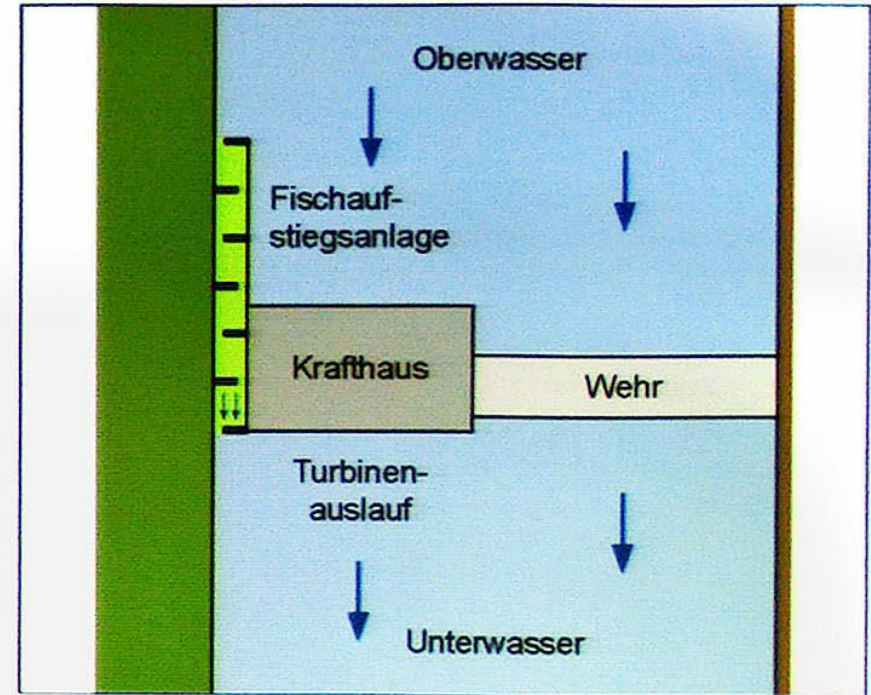 Oberwasser
Fischauf-
stiegsanlage
Krafthaus
Wehr
Turbinen-
auslauf
Unterwasser